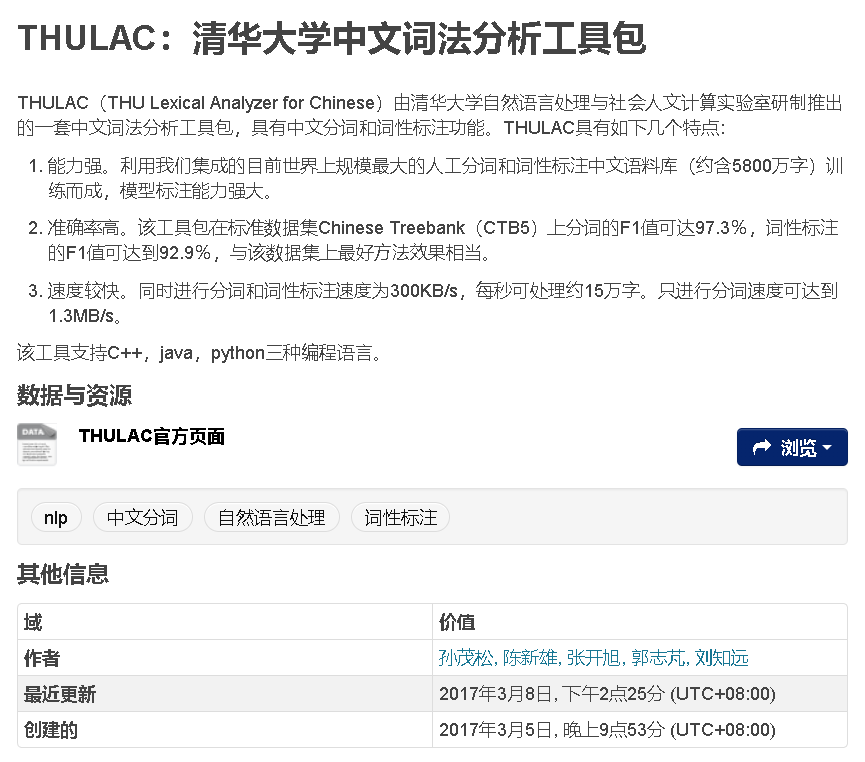 THULAC：清华大学中文词法分析工具包
THULAC（THU Lexical Analyzer for Chinese）由清华大学自然语言处理与社会人文计算实验室研制推出
的一套中文词法分析工具包，具有中文分词和词性标注功能。THULAC具有如下几个特点：
1. 能力强。利用我们集成的目前世界上规模最大的人工分词和词性标注中文语料库（约含5800万字）训
练而成，模型标注能力强大。
2. 准确率高。该工具包在标准数据集Chinese Treebank（CTB5）上分词的F1值可达97.3%，词性标注
的F1值可达到92.9%，与该数据集上最好方法效果相当。
3. 速度较快。同时进行分词和词性标注速度为300KB/s，每秒可处理约15万字。只进行分词速度可达到
1.3MB/s。
该工具支持C++，java，python三种编程语言。
数据与资源
DATA
THULAC官方页面
浏览
nlp 中文分词 自然语言处理 词性标注
其他信息
域 价值
作者 孙茂松, 陈新雄, 张开旭, 郭志芃, 刘知远
最近更新 2017年3月8日, 下午2点25分 (UTC+08:00)
创建的 2017年3月5日, 晚上9点53分 (UTC+08:00)